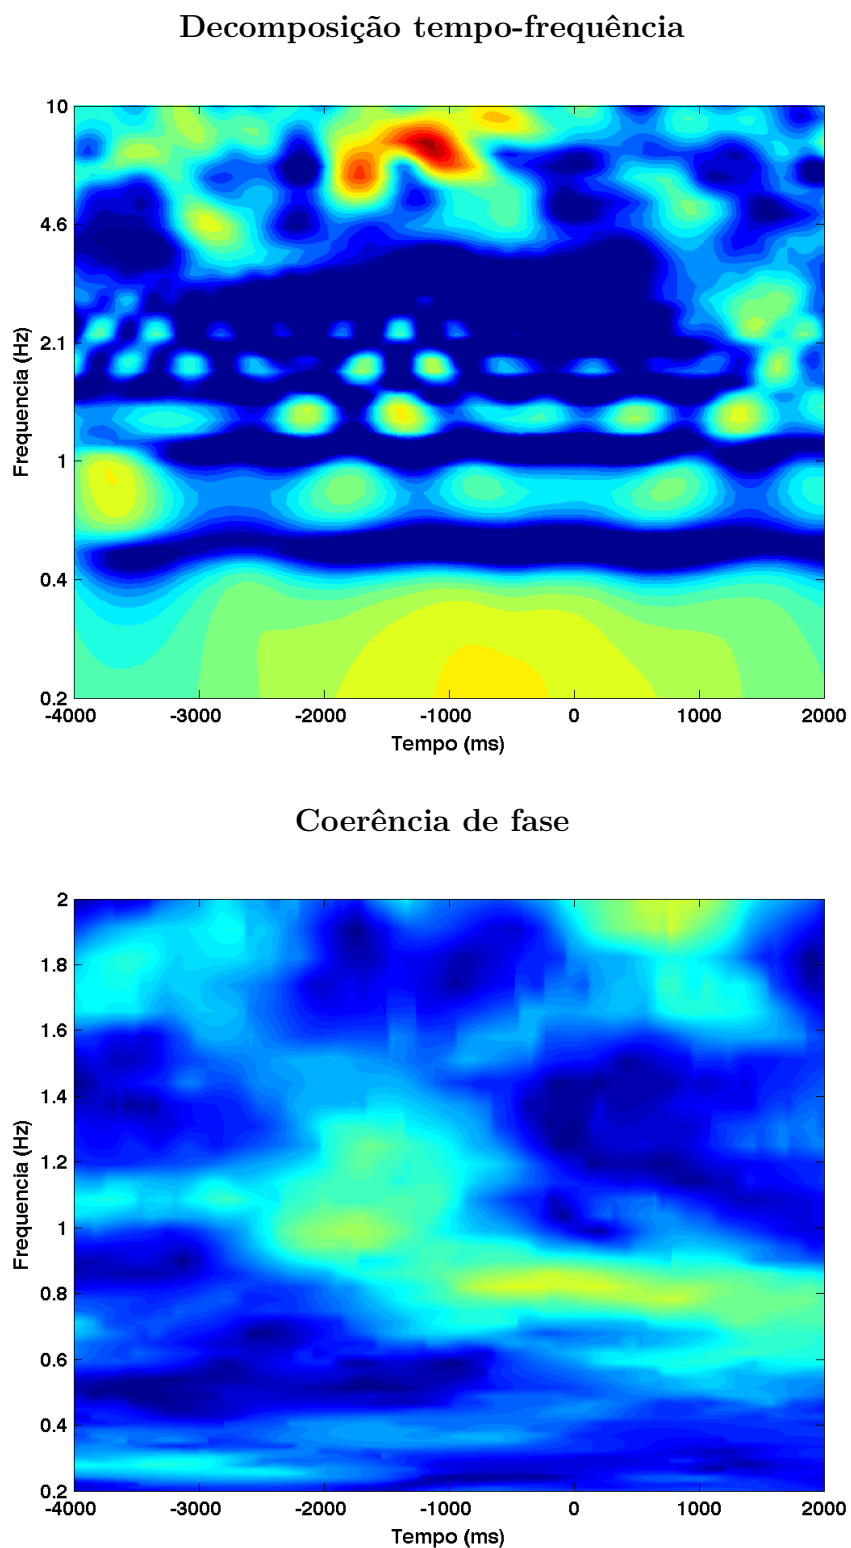 Decomposição tempo-frequência
10
4.6
2.1
1
0.4
0.2
Frequencia (Hz)
-4000 -3000 -2000 -1000 0 1000 2000
Tempo (ms)
Coerência de fase
2
1.8
1.6
1.4
1.2
1
0.8
0.6
0.4
0.2
Frequencia (Hz)
-4000 -3000 -2000 -1000 0 1000 2000
Tempo (ms)